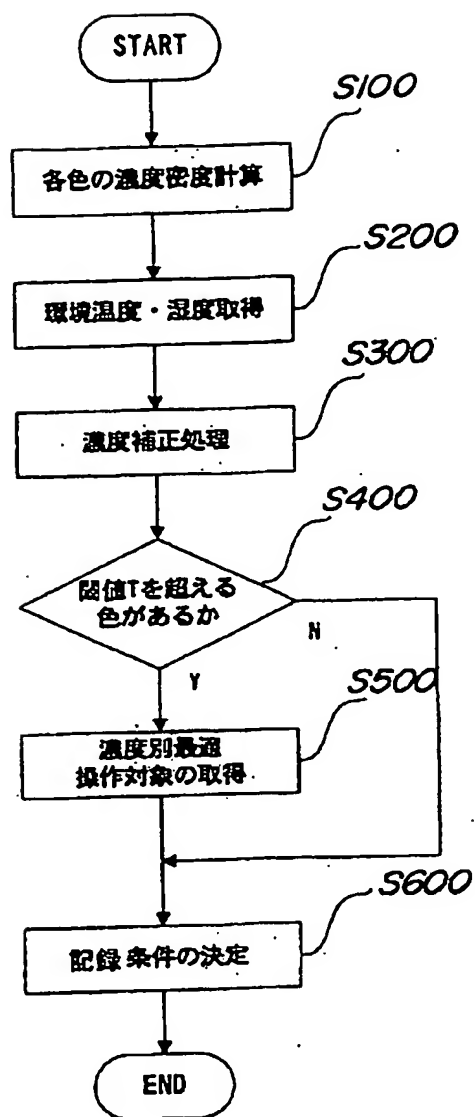 START
S100
各色の濃度密度計算
S200
環境温度・湿度取得
S300
濃度補正処理
S400
閾値Tを超える
色があるか
N
Y
S500
濃度別最適
操作対象の取得
S600
記録条件の決定
END